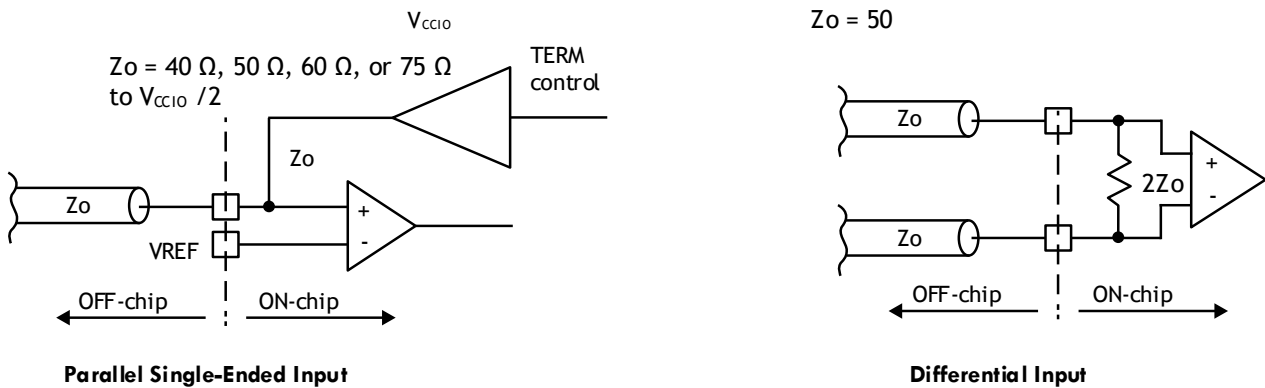 VCCIO
Zo = 40 Ω, 50 Ω, 60 Ω, or 75 Ω
to VCCIO /2
TERM
control
Zo
Zo
+
-
VREF
OFF-chip
ON-chip
Parallel Single-Ended Input
Zo = 50
Zo
Zo
2Zo
+
-
OFF-chip
ON-chip
Differential Input